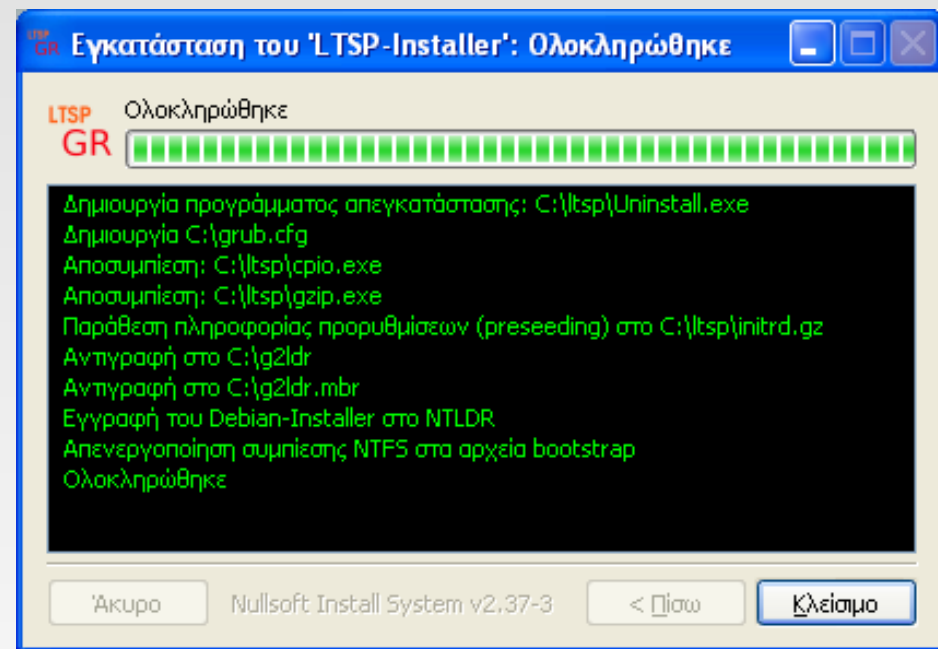 LTSP GR Εγκατάσταση του 'LTSP-Installer': Ολοκληρώθηκε
LTSP
GR
Ολοκληρώθηκε
Δημιουργία προγράμματος απεγκατάστασης: C:\ltsp\Uninstall.exe
Δημιουργία C:\grub.cfg
Αποσυμπίεση: C:\ltsp\cpio.exe
Αποσυμπίεση: C:\ltsp\gzip.exe
Παράθεση πληροφορίας προρυθμίσεων (preseeding) στο C:\ltsp\initrd.gz
Αντιγραφή στο C:\g2ldr
Αντιγραφή στο C:\g2ldr.mbr
Εγγραφή του Debian-Installer στο NTLDR
Απενεργοποίηση συμπίεσης NTFS στα αρχεία bootstrap
Ολοκληρώθηκε
Άκυρο
Nullsoft Install System v2.37-3
< Πίσω
Κλείσιμο